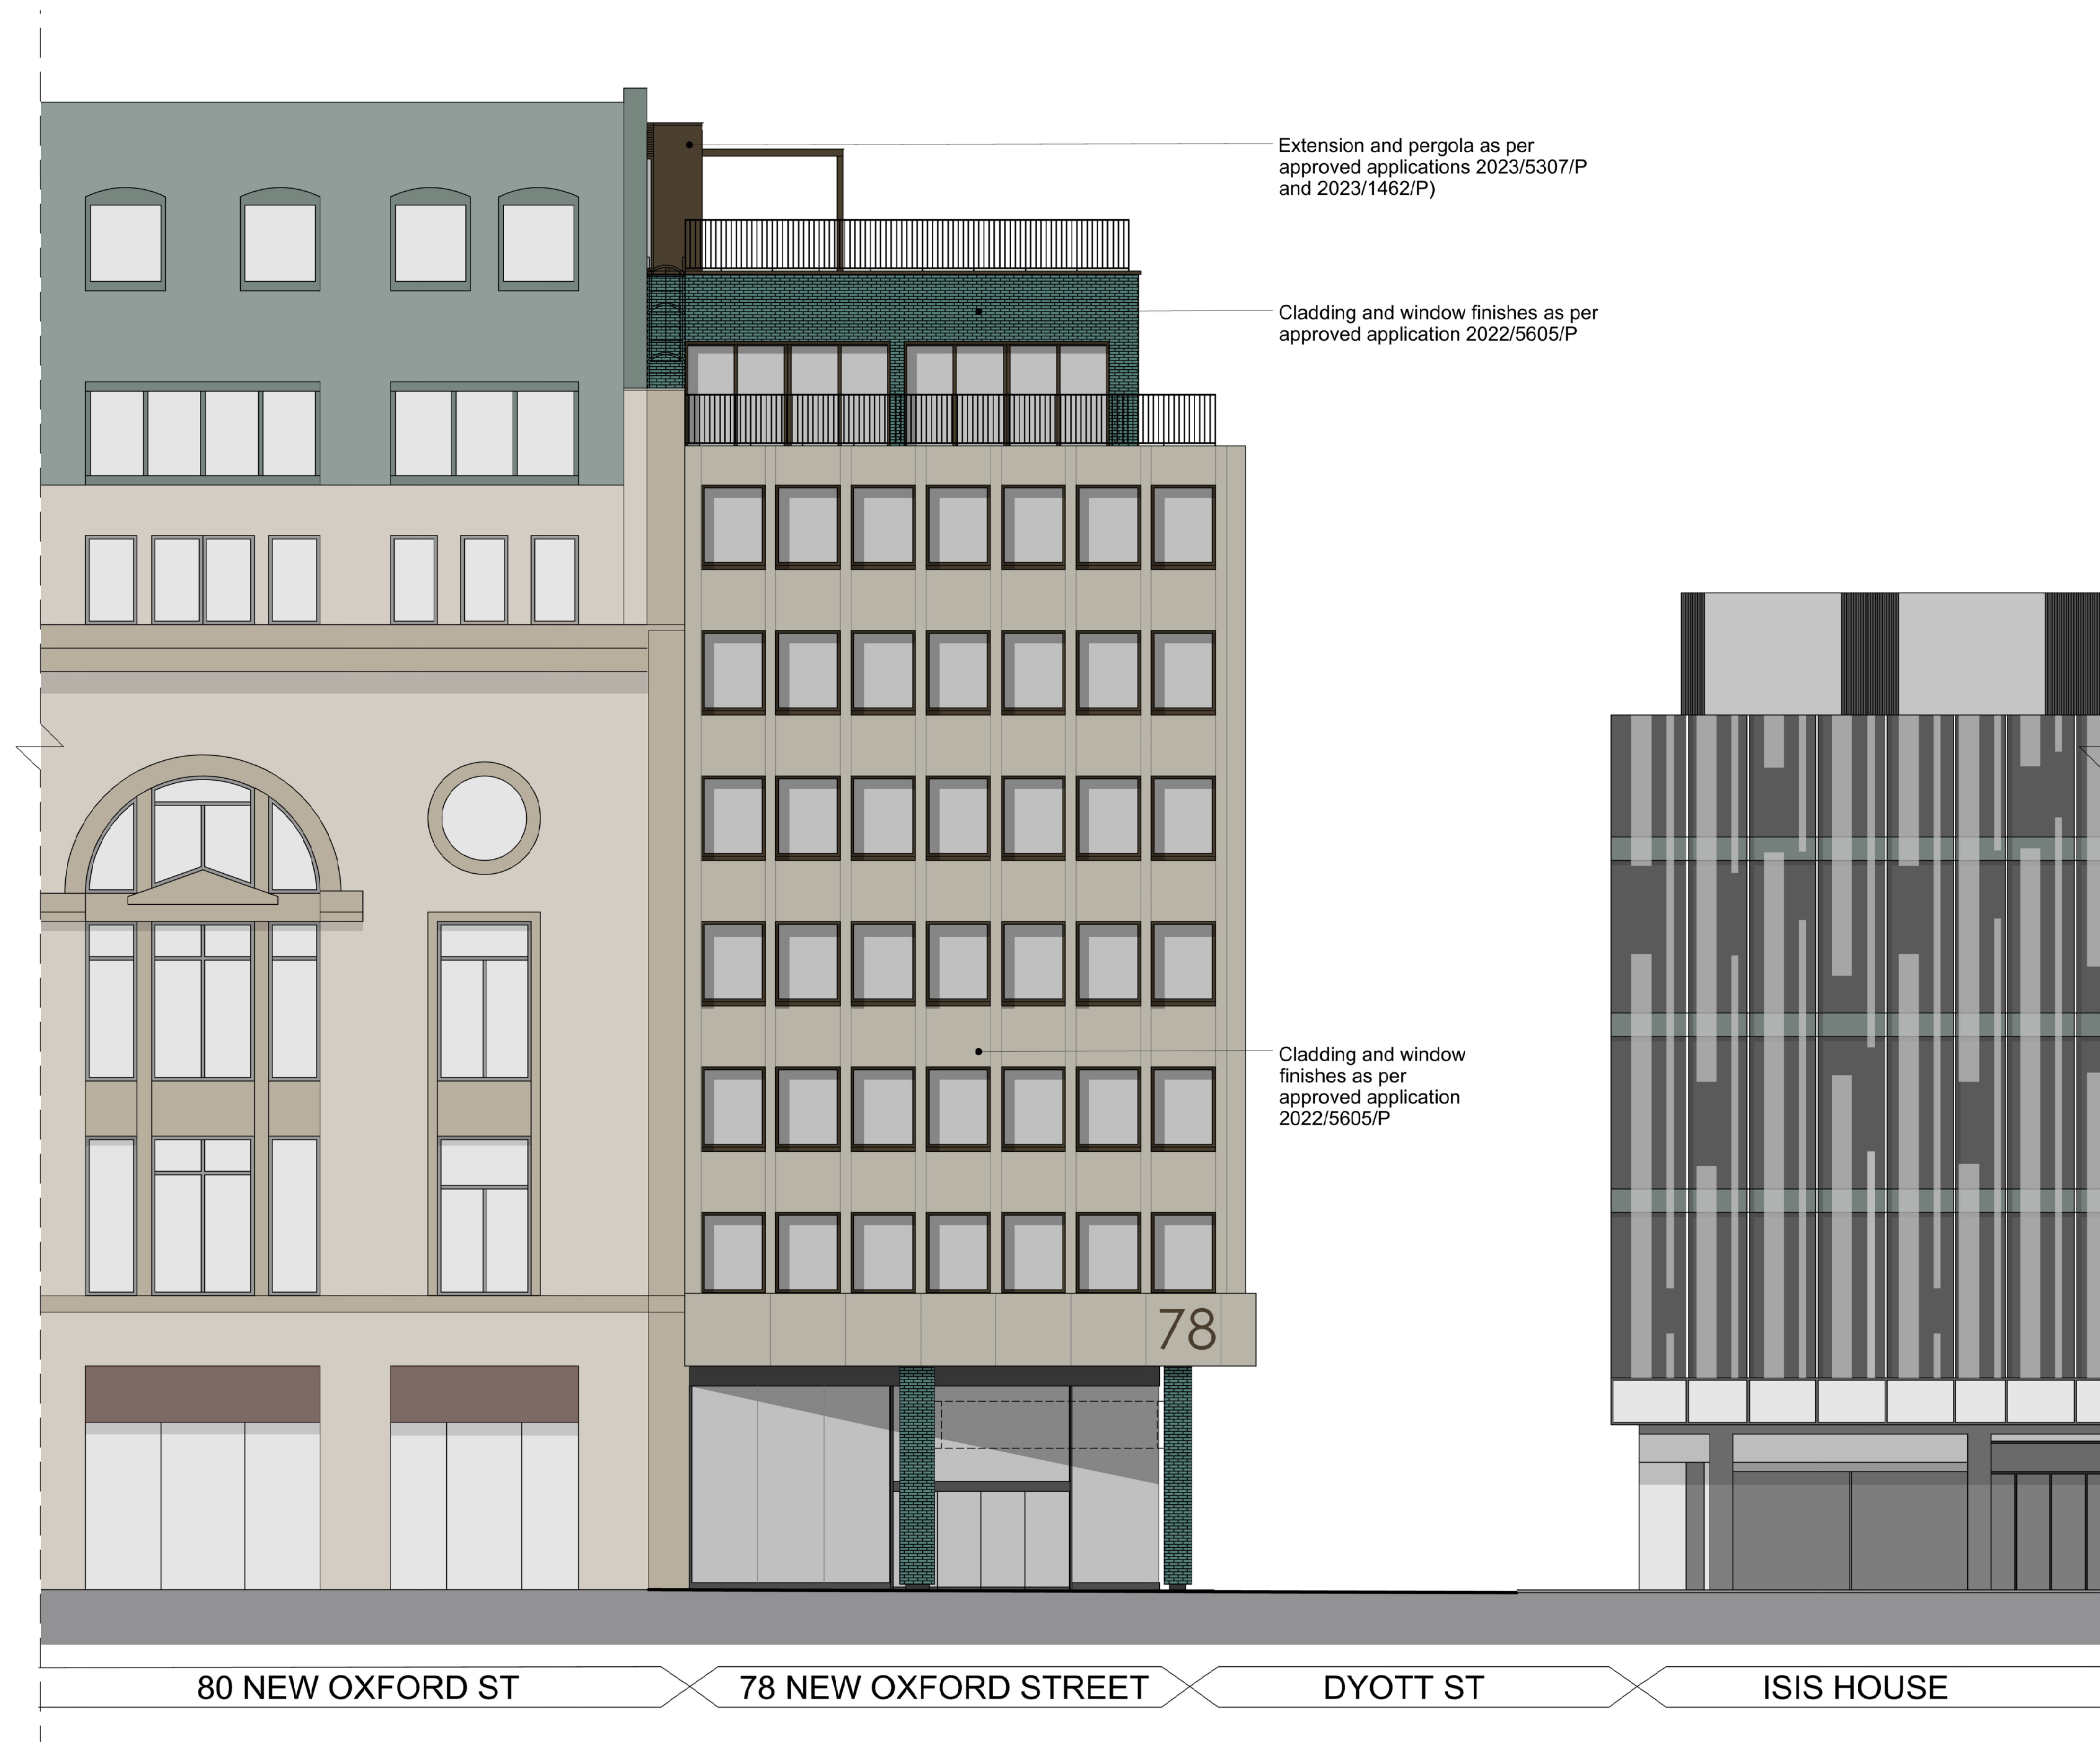 Extension and pergola as per
approved applications 2023/5307/P
and 2023/1462/P)
Cladding and window finishes as per
approved application 2022/5605/P
Cladding and window
finishes as per
approved application
2022/5605/P
78
80 NEW OXFORD ST
78 NEW OXFORD STREET
DYOTT ST
ISIS HOUSE